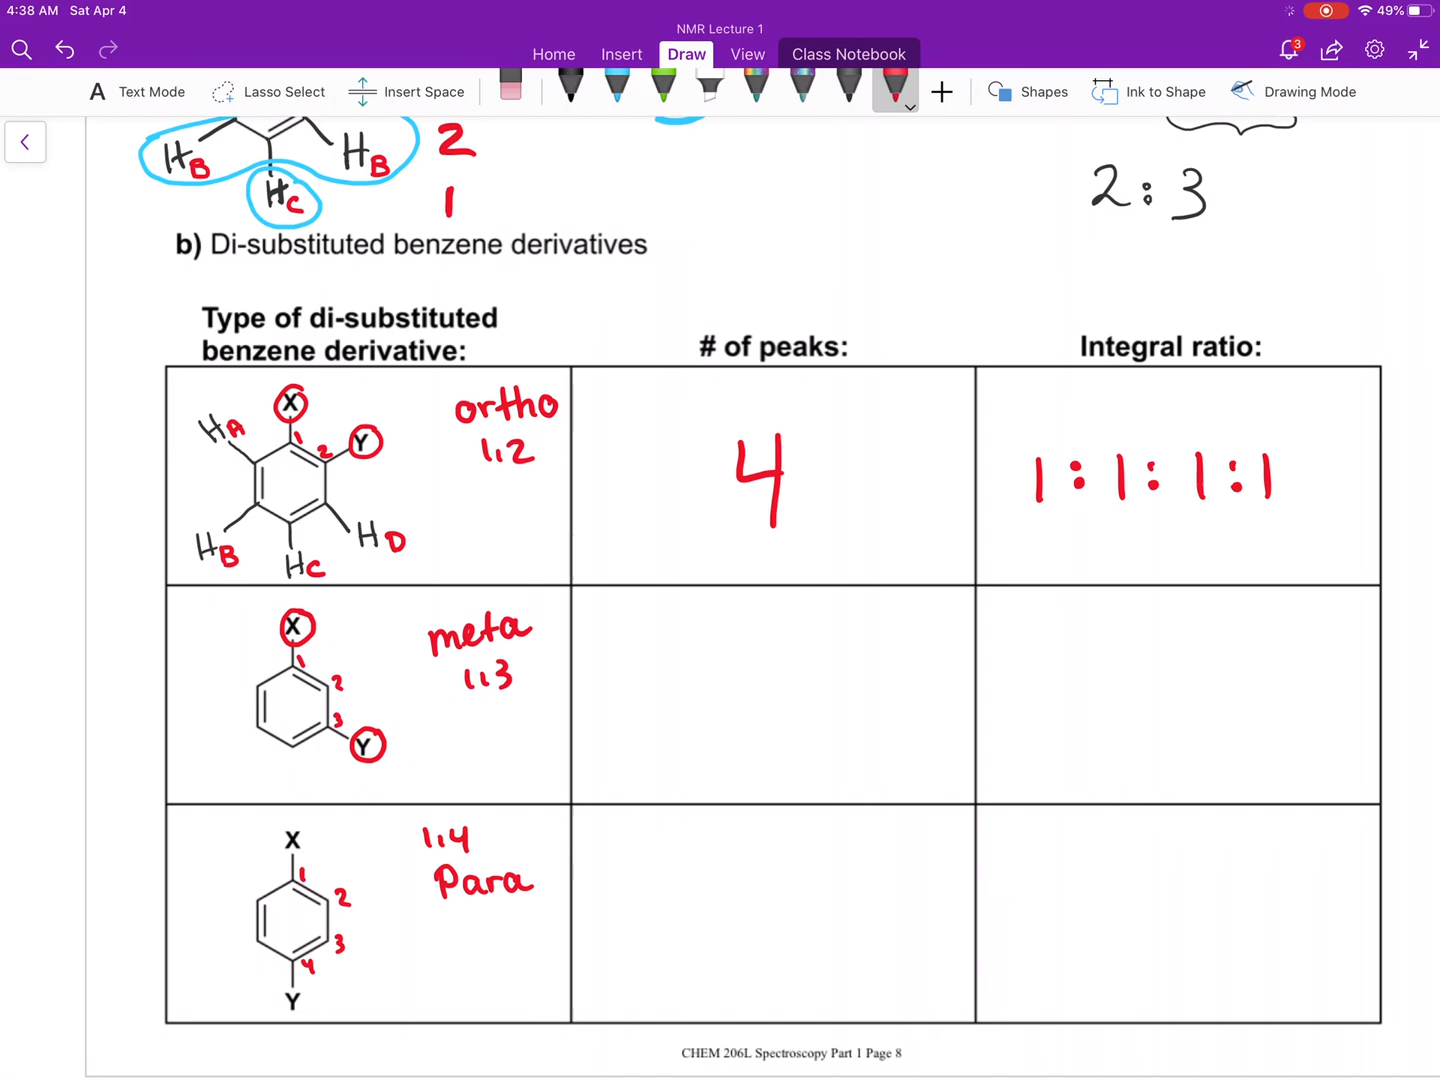 4:38 AM Sat Apr 4
49%
NMR Lecture 1
Home Insert Draw View Class Notebook
3
A Text Mode Lasso Select Insert Space Shapes Ink to Shape Drawing Mode
HB HB 2
HC 1
2:3
b) Di-substituted benzene derivatives
Type of di-substituted
benzene derivative:
# of peaks:
Integral ratio:
X
HA
1
2
Y
HB
HC
HD
ortho
1,2
4
1:1:1:1
X
1
2
3
Y
meta
1,3
X
1
2
3
4
Y
1,4
Para
CHEM 206L Spectroscopy Part 1 Page 8